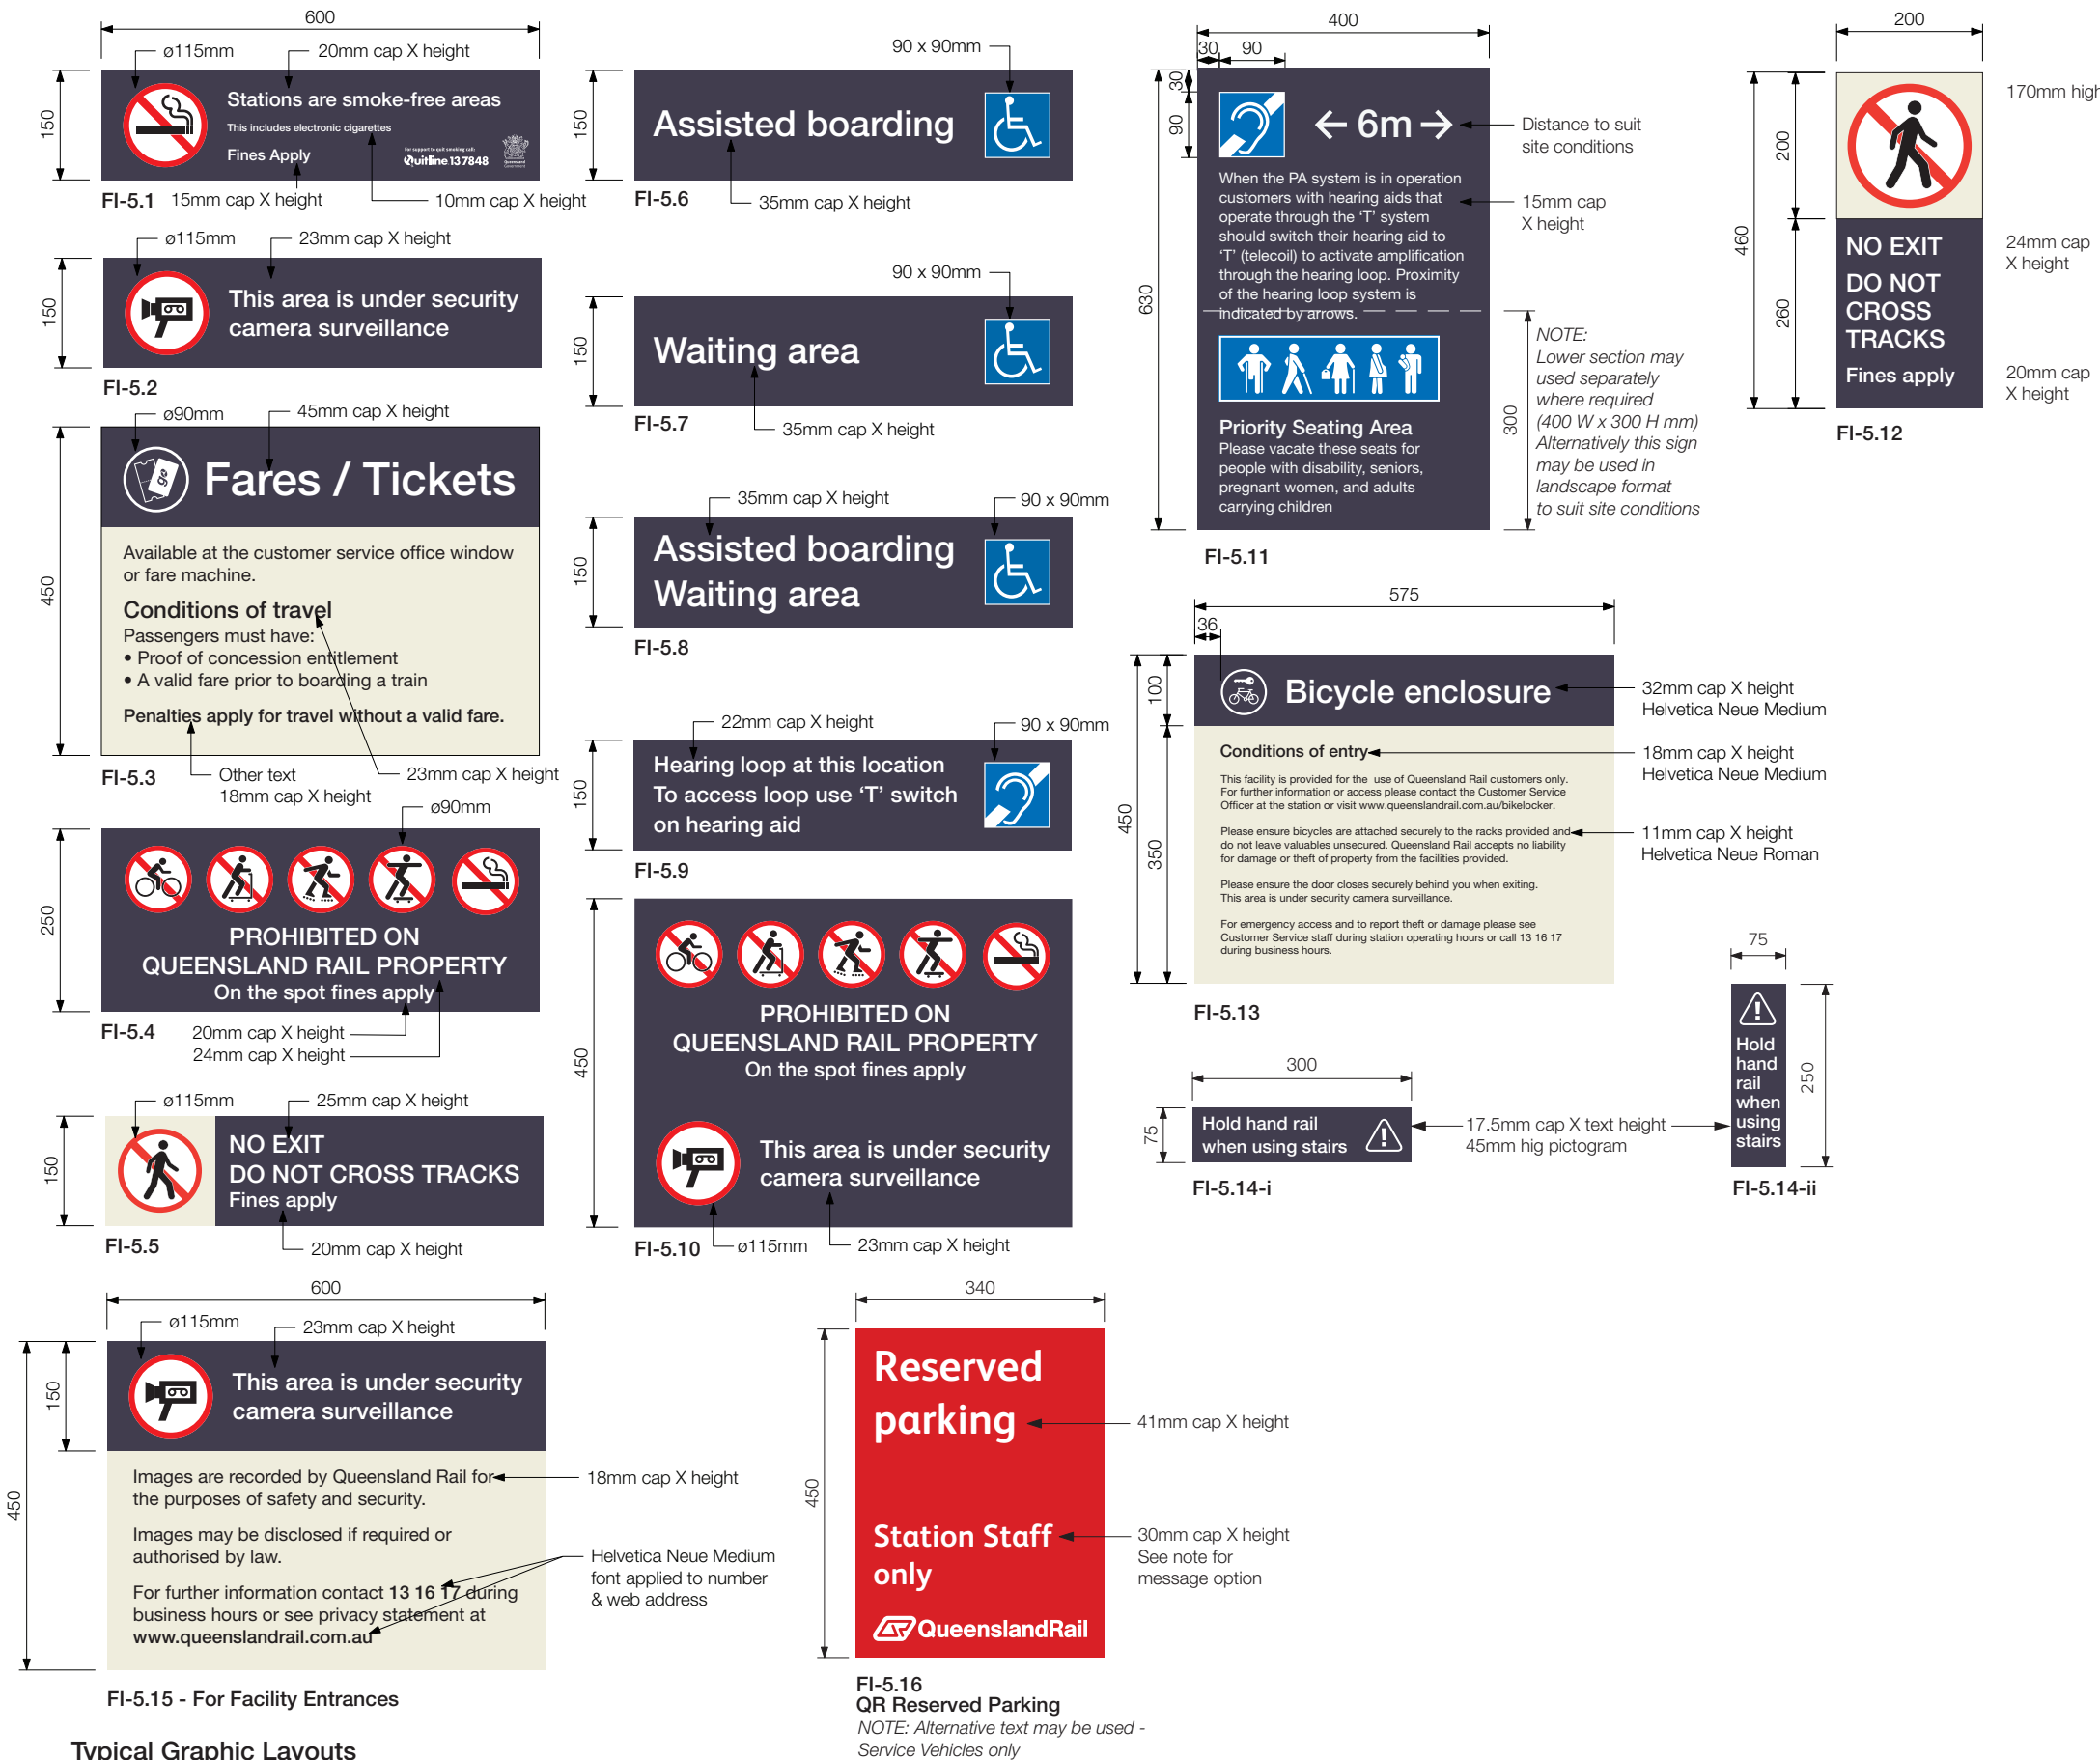 600
ø115mm
20mm cap X height
150
Stations are smoke-free areas
This includes electronic cigarettes
Fines Apply
For support to quit smoking call:
Quitline 13 7848
Queensland
Government
FI-5.1
15mm cap X height
10mm cap X height
ø115mm
23mm cap X height
150
This area is under security
camera surveillance
FI-5.2
ø90mm
45mm cap X height
450
go
Fares / Tickets
Available at the customer service office window
or fare machine.
Conditions of travel
Passengers must have:
• Proof of concession entitlement
• A valid fare prior to boarding a train
Penalties apply for travel without a valid fare.
FI-5.3
Other text
18mm cap X height
23mm cap X height
ø90mm
250
PROHIBITED ON
QUEENSLAND RAIL PROPERTY
On the spot fines apply
FI-5.4
20mm cap X height
24mm cap X height
ø115mm
25mm cap X height
150
NO EXIT
DO NOT CROSS TRACKS
Fines apply
FI-5.5
20mm cap X height
90 x 90mm
150
Assisted boarding
FI-5.6
35mm cap X height
90 x 90mm
150
Waiting area
FI-5.7
35mm cap X height
35mm cap X height
90 x 90mm
150
Assisted boarding
Waiting area
FI-5.8
22mm cap X height
90 x 90mm
150
Hearing loop at this location
To access loop use ‘T’ switch
on hearing aid
FI-5.9
450
PROHIBITED ON
QUEENSLAND RAIL PROPERTY
On the spot fines apply
This area is under security
camera surveillance
FI-5.10
ø115mm
23mm cap X height
400
30
90
30
90
630
← 6m →
Distance to suit
site conditions
When the PA system is in operation
customers with hearing aids that
operate through the ‘T’ system
should switch their hearing aid to
‘T’ (telecoil) to activate amplification
through the hearing loop. Proximity
of the hearing loop system is
indicated by arrows.
15mm cap
X height
Priority Seating Area
Please vacate these seats for
people with disability, seniors,
pregnant women, and adults
carrying children
300
NOTE:
Lower section may
used separately
where required
(400 W x 300 H mm)
Alternatively this sign
may be used in
landscape format
to suit site conditions
FI-5.11
200
460
200
260
170mm high
NO EXIT
DO NOT
CROSS
TRACKS
Fines apply
24mm cap
X height
20mm cap
X height
FI-5.12
575
36
450
100
350
Bicycle enclosure
32mm cap X height
Helvetica Neue Medium
Conditions of entry
18mm cap X height
Helvetica Neue Medium
This facility is provided for the use of Queensland Rail customers only.
For further information or access please contact the Customer Service
Officer at the station or visit www.queenslandrail.com.au/bikelocker.
Please ensure bicycles are attached securely to the racks provided and
do not leave valuables unsecured. Queensland Rail accepts no liability
for damage or theft of property from the facilities provided.
11mm cap X height
Helvetica Neue Roman
Please ensure the door closes securely behind you when exiting.
This area is under security camera surveillance.
For emergency access and to report theft or damage please see
Customer Service staff during station operating hours or call 13 16 17
during business hours.
FI-5.13
300
75
Hold hand rail
when using stairs
17.5mm cap X text height
45mm hig pictogram
FI-5.14-i
75
250
Hold
hand
rail
when
using
stairs
FI-5.14-ii
600
ø115mm
23mm cap X height
450
150
This area is under security
camera surveillance
Images are recorded by Queensland Rail for
the purposes of safety and security.
18mm cap X height
Images may be disclosed if required or
authorised by law.
For further information contact 13 16 17 during
business hours or see privacy statement at
www.queenslandrail.com.au
Helvetica Neue Medium
font applied to number
& web address
FI-5.15 - For Facility Entrances
340
450
Reserved
parking
41mm cap X height
Station Staff
only
30mm cap X height
See note for
message option
QR QueenslandRail
FI-5.16
QR Reserved Parking
NOTE: Alternative text may be used -
Service Vehicles only
Typical Graphic Layouts